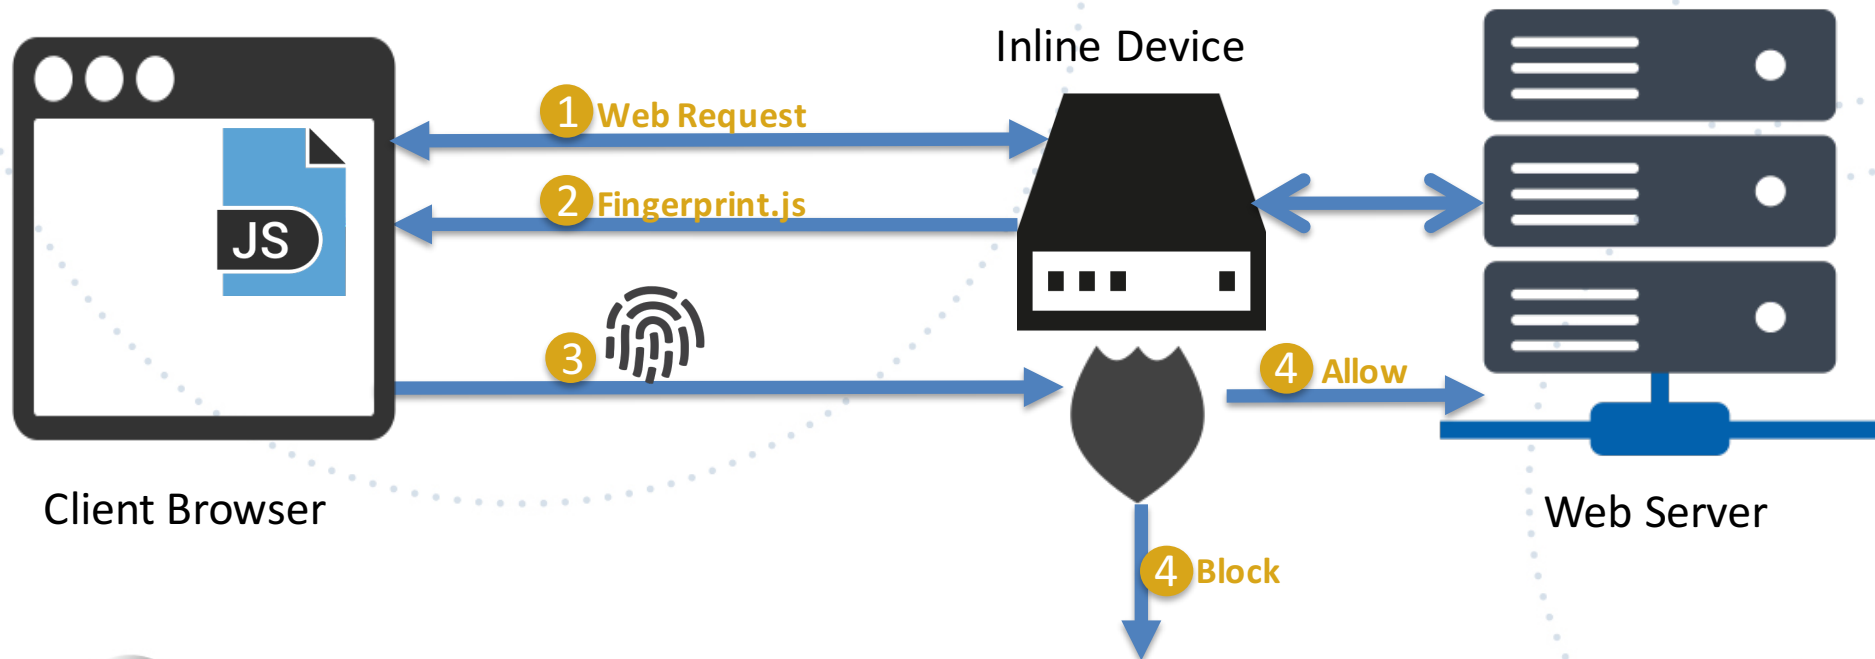 Inline Device
1 Web Request
2 Fingerprint.js
JS
3
4 Allow
Client Browser
Web Server
4 Block